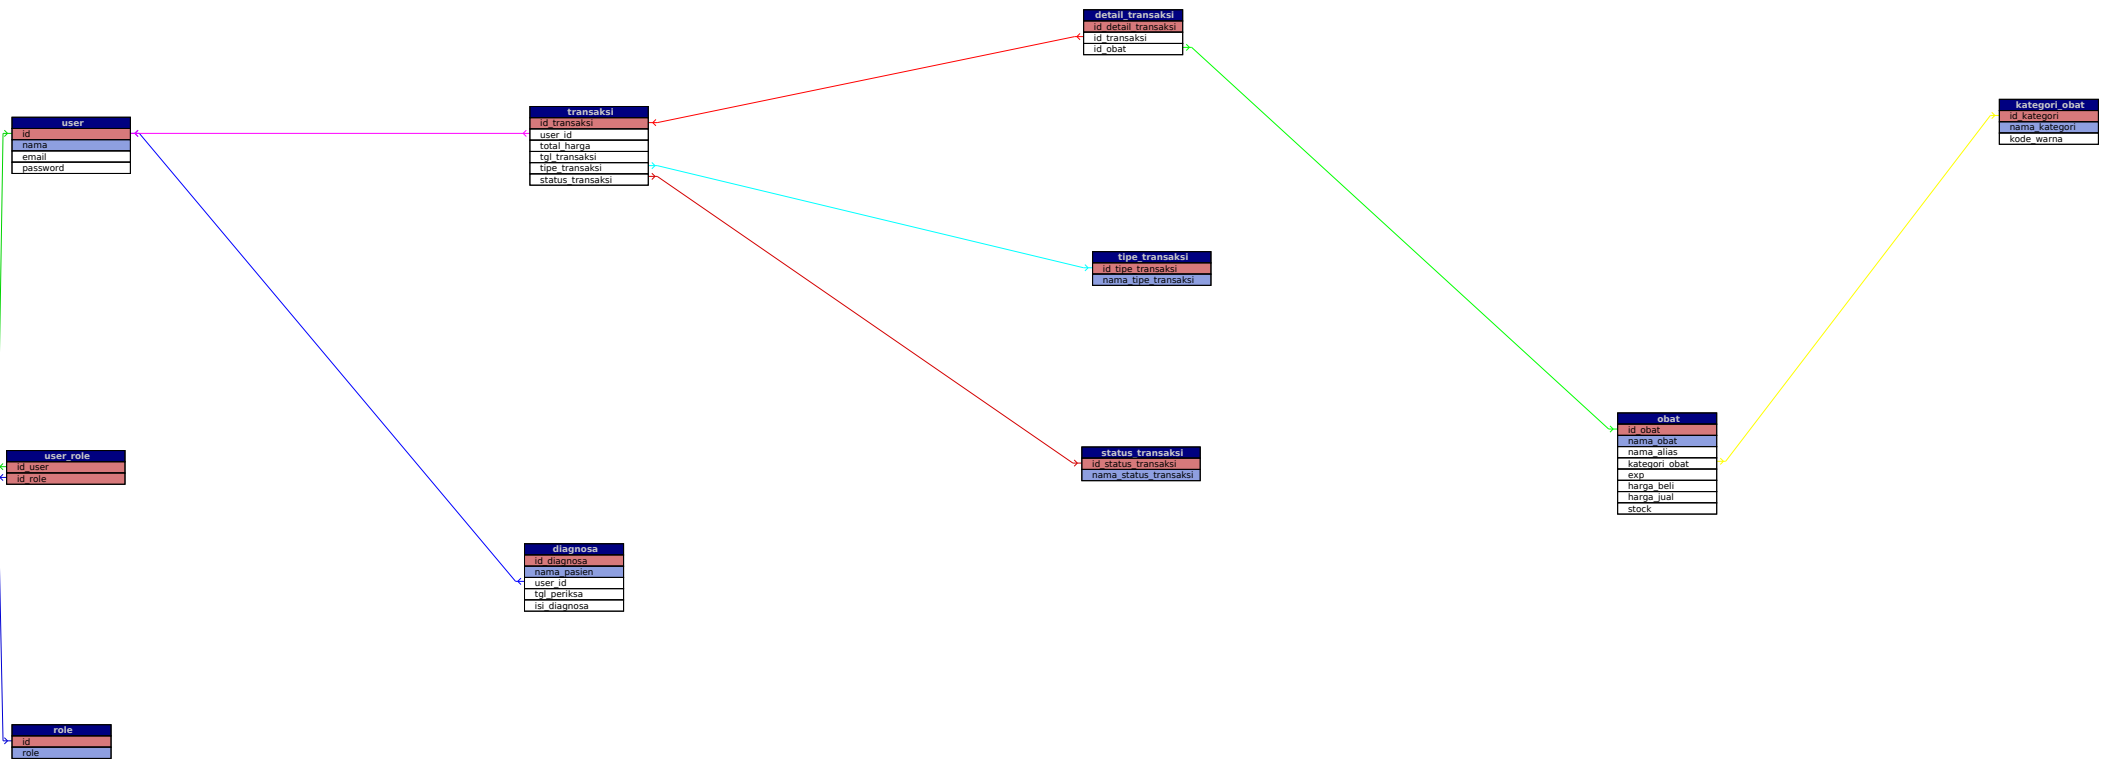 detail_transaksi
id_detail_transaksi
id_transaksi
id_obat
kategori_obat
id_kategori
nama_kategori
kode_warna
transaksi
id_transaksi
user_id
total_harga
tgl_transaksi
tipe_transaksi
status_transaksi
user
id
nama
email
password
tipe_transaksi
id_tipe_transaksi
nama_tipe_transaksi
obat
id_obat
nama_obat
nama_alias
kategori_obat
exp
harga_beli
harga_jual
stock
status_transaksi
id_status_transaksi
nama_status_transaksi
user_role
id_user
id_role
diagnosa
id_diagnosa
nama_pasien
user_id
tgl_periksa
isi_diagnosa
role
id
role